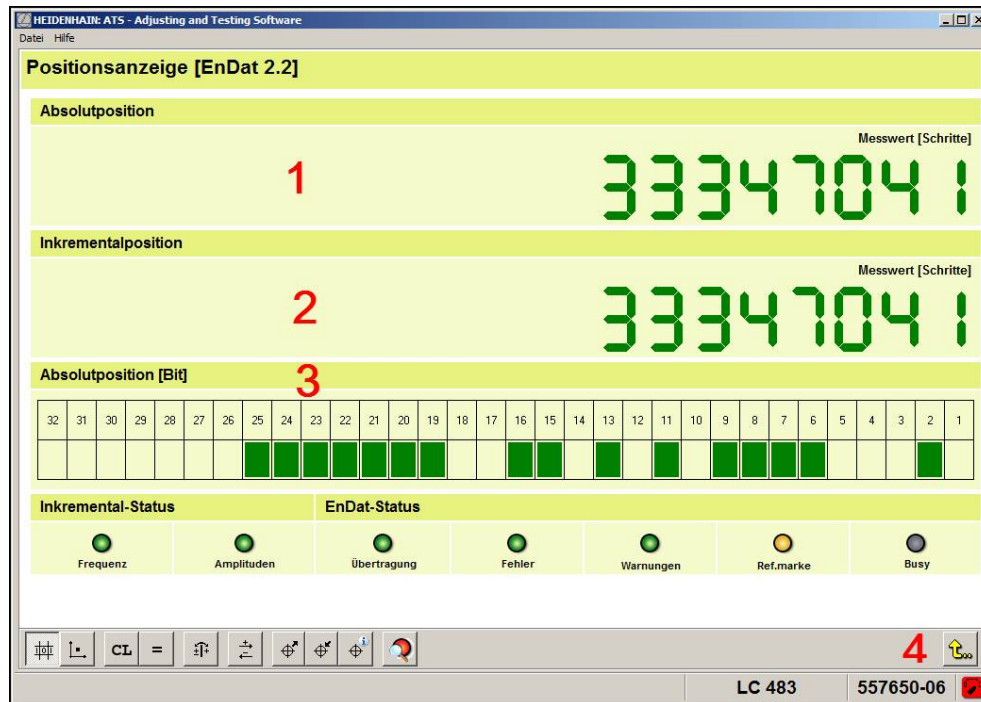 HEIDENHAIN: ATS - Adjusting and Testing Software
Datei Hilfe
Positionsanzeige [EnDat 2.2]
Absolutposition
Messwert [Schritte]
1 33347041
Inkrementalposition
Messwert [Schritte]
2 33347041
Absolutposition [Bit] 3
32 31 30 29 28 27 26 25 24 23 22 21 20 19 18 17 16 15 14 13 12 11 10 9 8 7 6 5 4 3 2 1
Inkremental-Status EnDat-Status
Frequenz Amplituden Übertragung Fehler Warnungen Ref.marke Busy
CL = 4
LC 483 557650-06